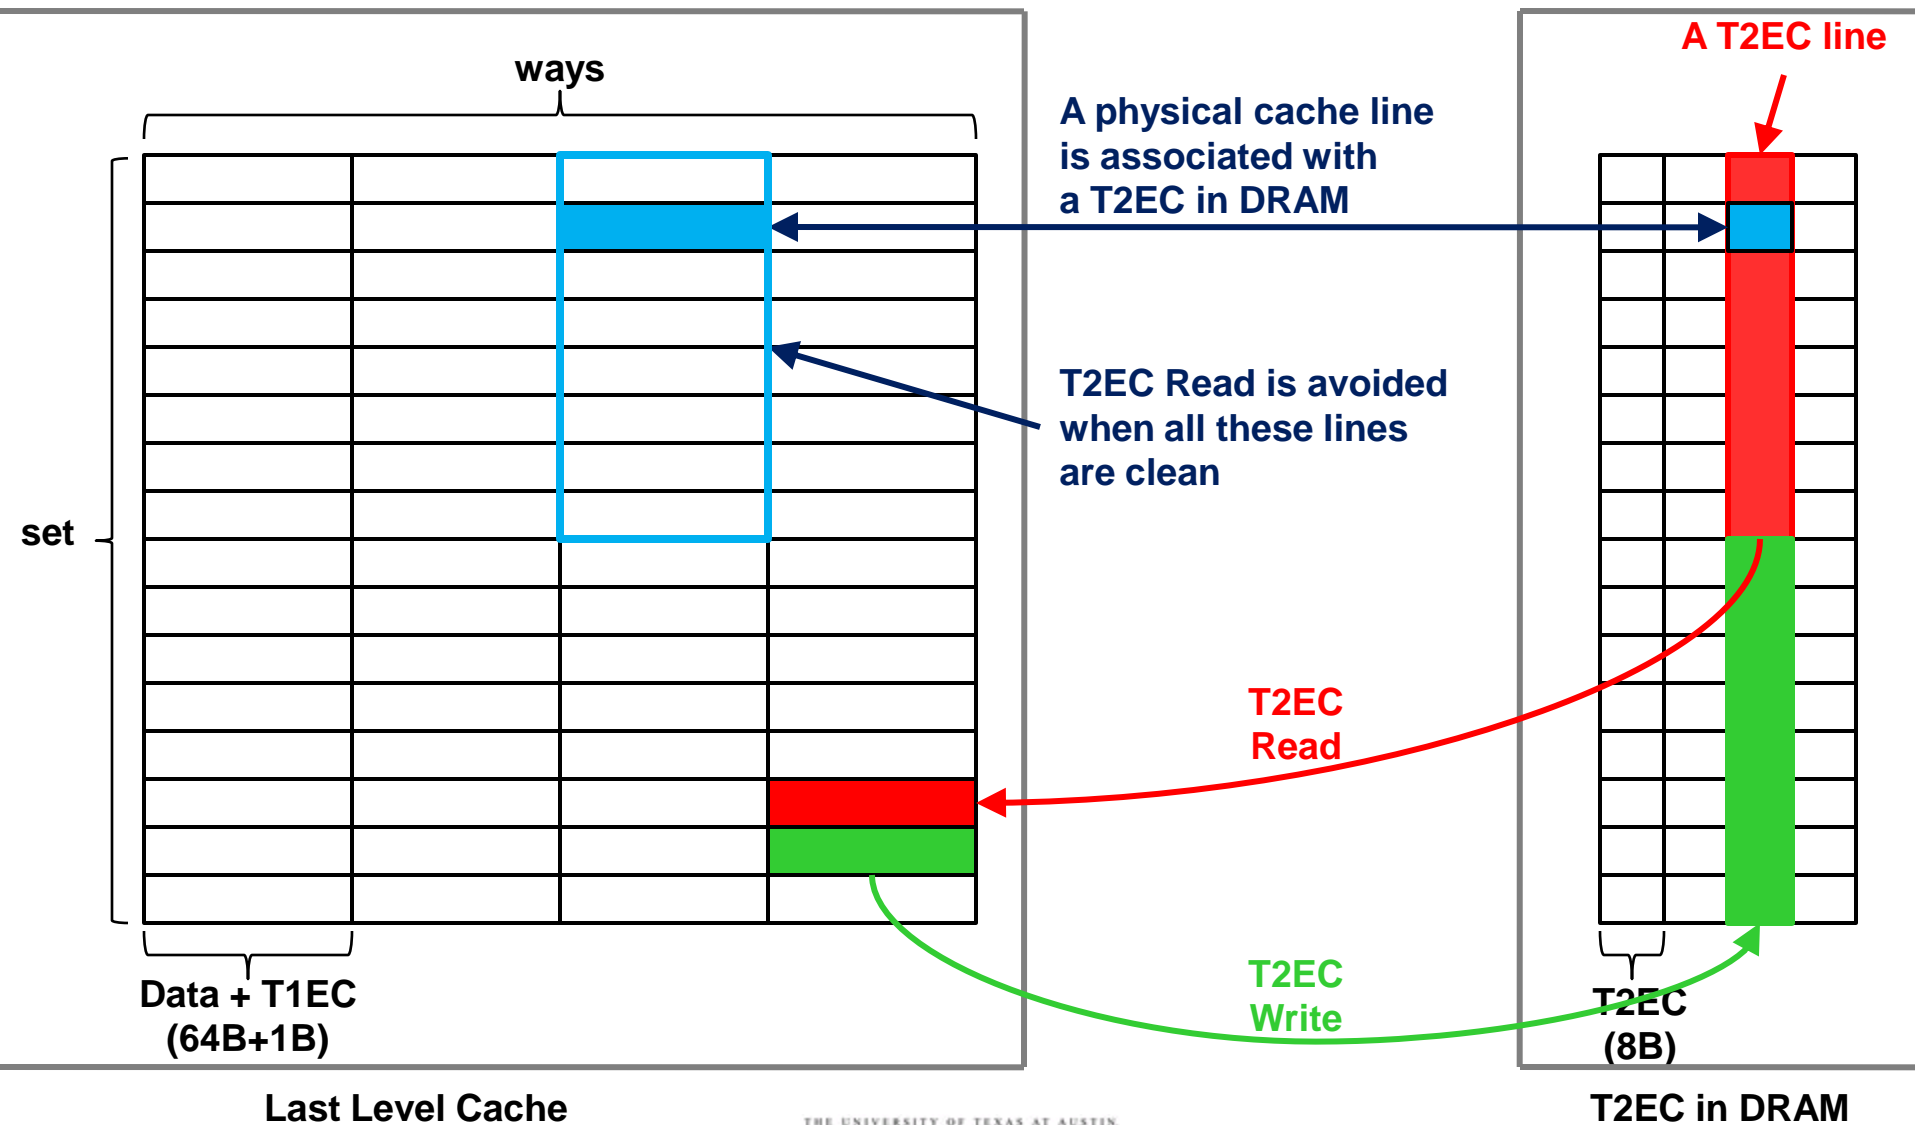 A T2EC line
ways
A physical cache line
is associated with
a T2EC in DRAM
T2EC Read is avoided
when all these lines
are clean
set
T2EC
Read
T2EC
Write
Data + T1EC
(64B+1B)
T2EC
(8B)
Last Level Cache
T2EC in DRAM
THE UNIVERSITY OF TEXAS AT AUSTIN